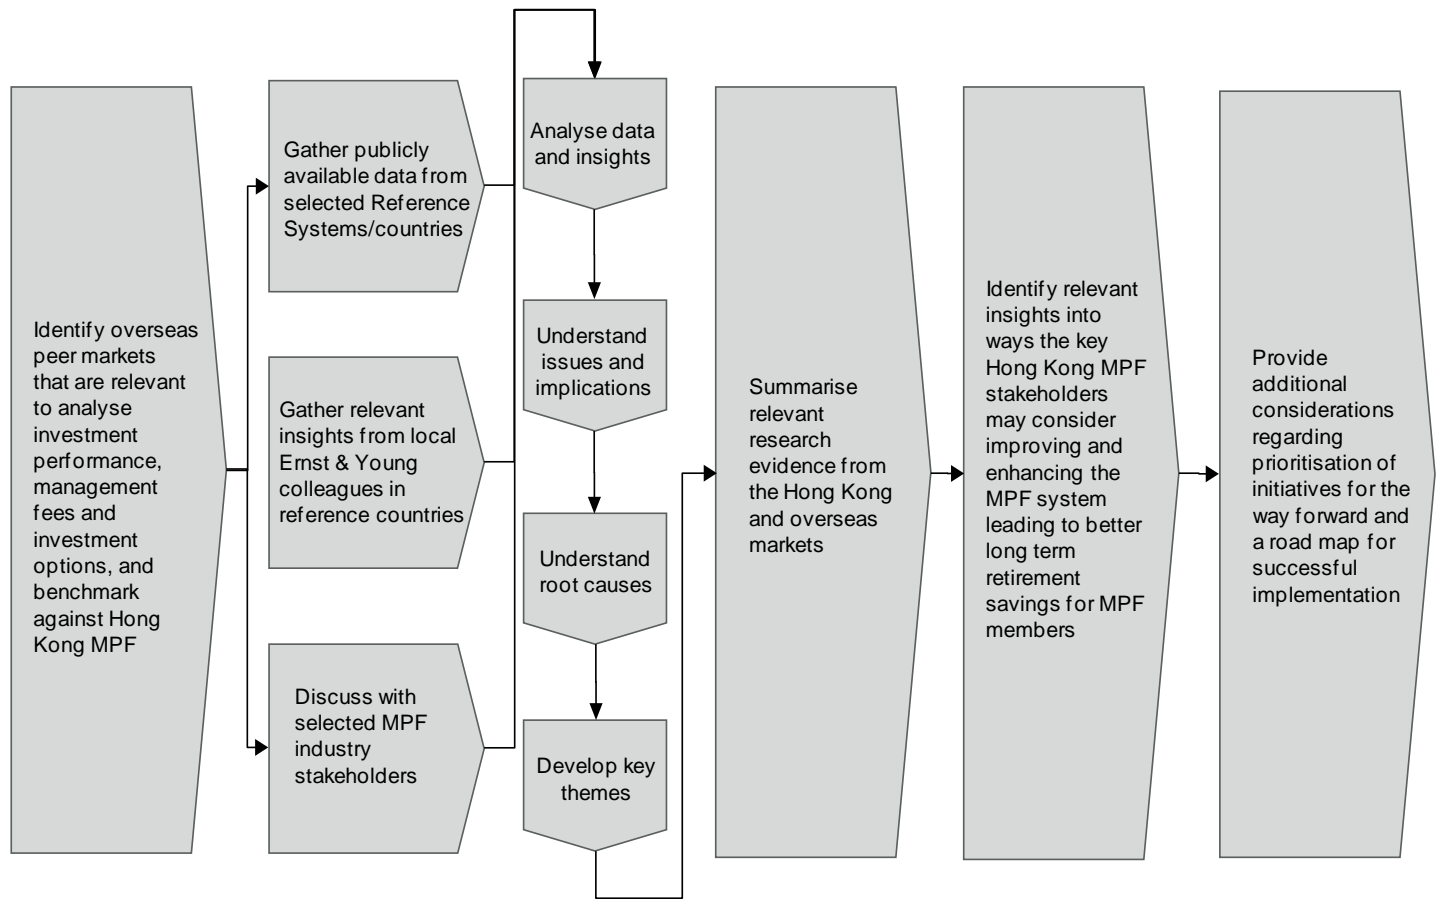 Identify overseas
peer markets
that are relevant
to analyse
investment
performance,
management
fees and
investment
options, and
benchmark
against Hong
Kong MPF
Gather publicly
available data from
selected Reference
Systems/countries
Gather relevant
insights from local
Ernst & Young
colleagues in
reference countries
Discuss with
selected MPF
industry
stakeholders
Analyse data
and insights
Understand
issues and
implications
Understand
root causes
Develop key
themes
Summarise
relevant
research
evidence from
the Hong Kong
and overseas
markets
Identify relevant
insights into
ways the key
Hong Kong MPF
stakeholders
may consider
improving and
enhancing the
MPF system
leading to better
long term
retirement
savings for MPF
members
Provide
additional
considerations
regarding
prioritisation of
initiatives for the
way forward and
a road map for
successful
implementation